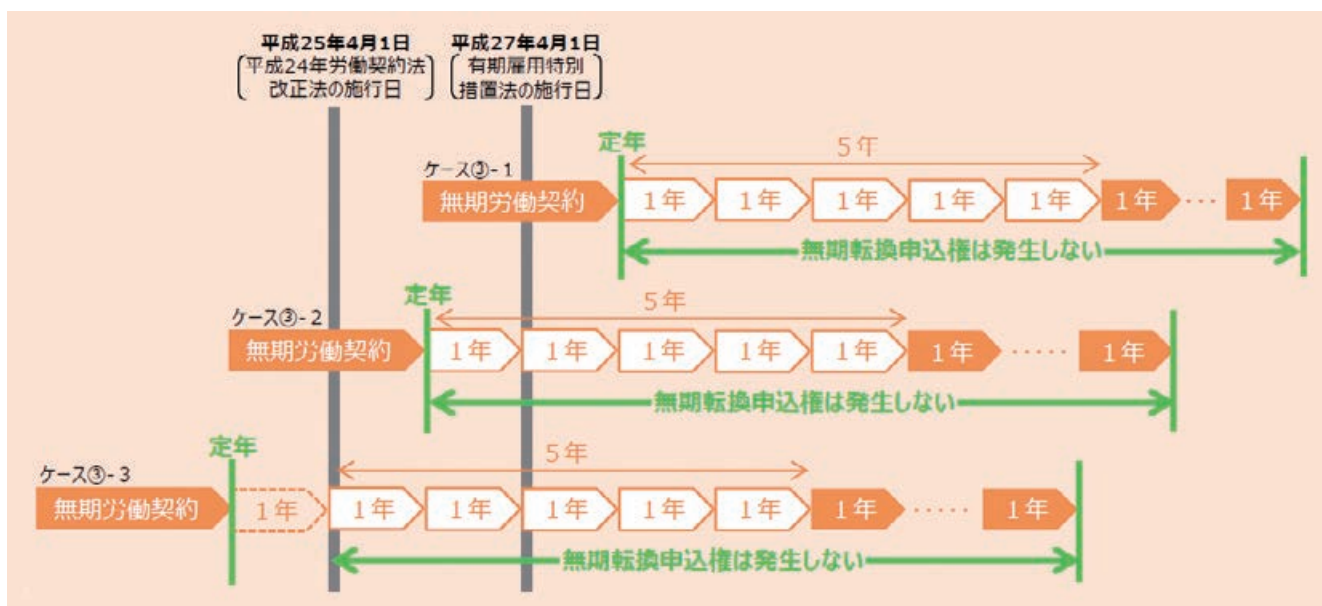 平成25年4月1日
平成24年労働契約法
改正法の施行日
平成27年4月1日
有期雇用特別
措置法の施行日
定年
5年
ケース③-1
無期労働契約 1年 1年 1年 1年 1年 1年 … 1年
無期転換申込権は発生しない
定年
5年
ケース③-2
無期労働契約 1年 1年 1年 1年 1年 1年 ‥‥‥ 1年
無期転換申込権は発生しない
定年
5年
ケース③-3
無期労働契約 1年 1年 1年 1年 1年 1年 1年 ‥‥‥ 1年
無期転換申込権は発生しない